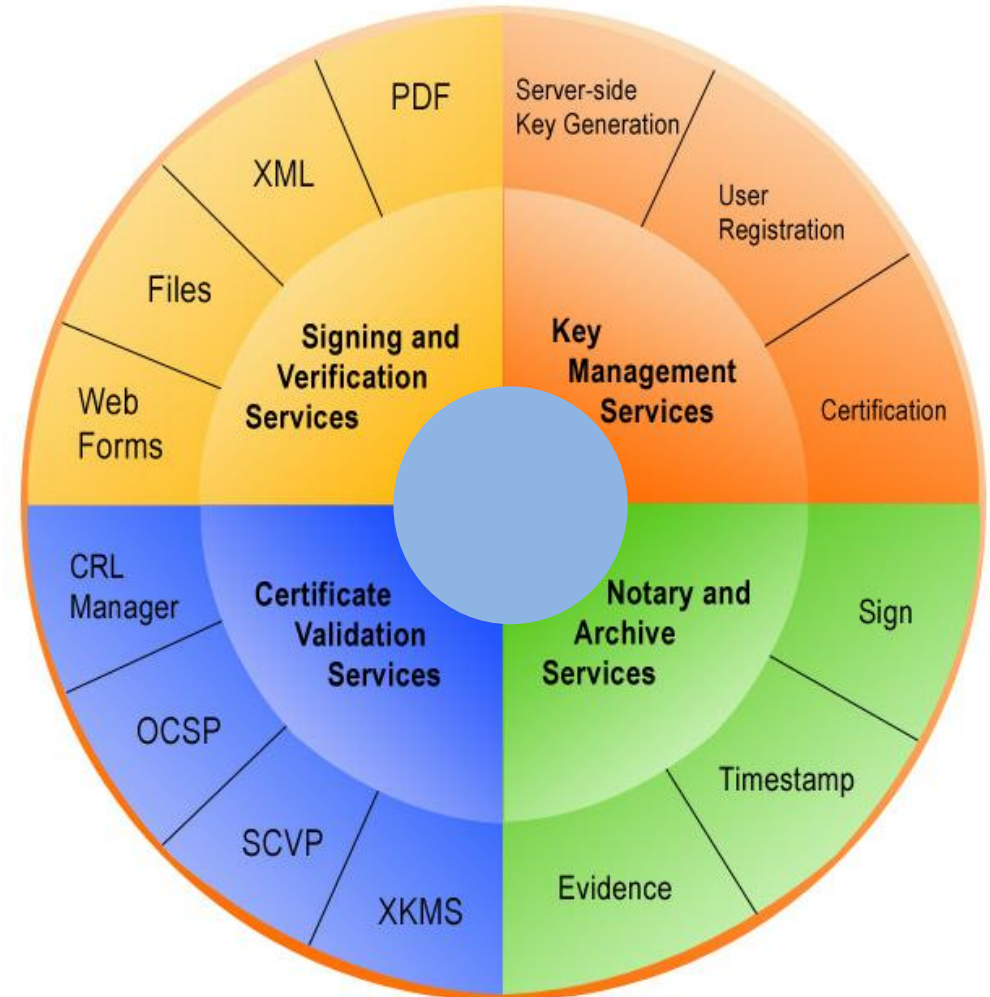 PDF
XML
Files
Web
Forms
Signing and
Verification
Services
Server-side
Key Generation
User
Registration
Certification
Key
Management
Services
CRL
Manager
OCSP
SCVP
XKMS
Certificate
Validation
Services
Notary and
Archive
Services
Sign
Timestamp
Evidence